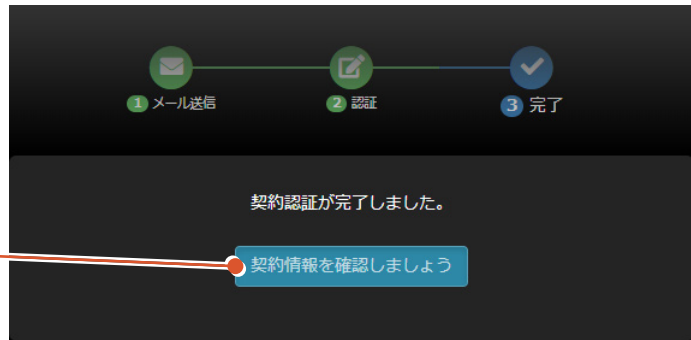 1 メール送信
2 認証
3 完了
契約認証が完了しました。
契約情報を確認しましょう